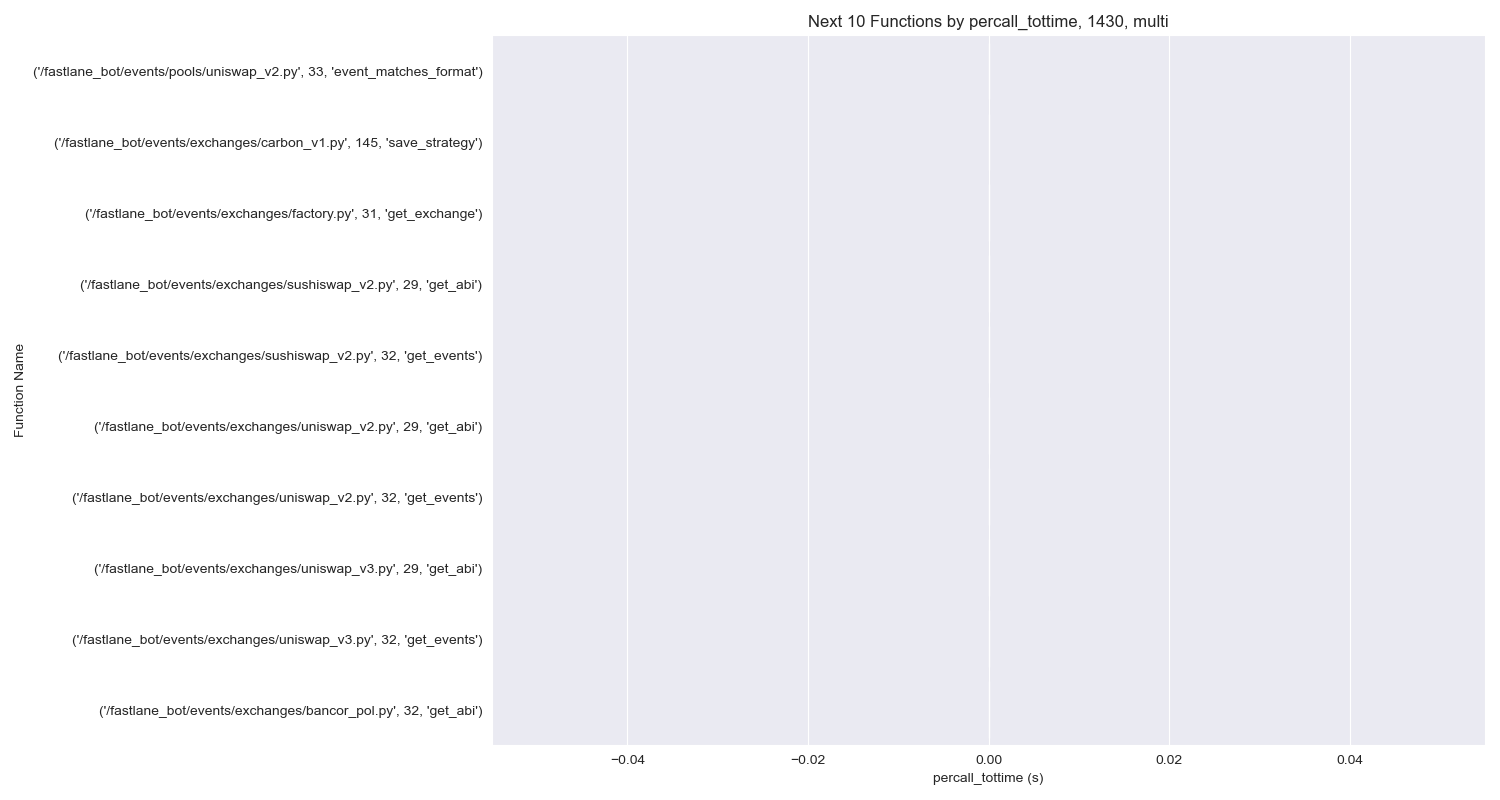 Next 10 Functions by percall_tottime, 1430, multi
('/fastlane_bot/events/pools/uniswap_v2.py', 33, 'event_matches_format')
('/fastlane_bot/events/exchanges/carbon_v1.py', 145, 'save_strategy')
('/fastlane_bot/events/exchanges/factory.py', 31, 'get_exchange')
('/fastlane_bot/events/exchanges/sushiswap_v2.py', 29, 'get_abi')
('/fastlane_bot/events/exchanges/sushiswap_v2.py', 32, 'get_events')
('/fastlane_bot/events/exchanges/uniswap_v2.py', 29, 'get_abi')
('/fastlane_bot/events/exchanges/uniswap_v2.py', 32, 'get_events')
('/fastlane_bot/events/exchanges/uniswap_v3.py', 29, 'get_abi')
('/fastlane_bot/events/exchanges/uniswap_v3.py', 32, 'get_events')
('/fastlane_bot/events/exchanges/bancor_pol.py', 32, 'get_abi')
Function Name
−0.04 −0.02 0.00 0.02 0.04
percall_tottime (s)